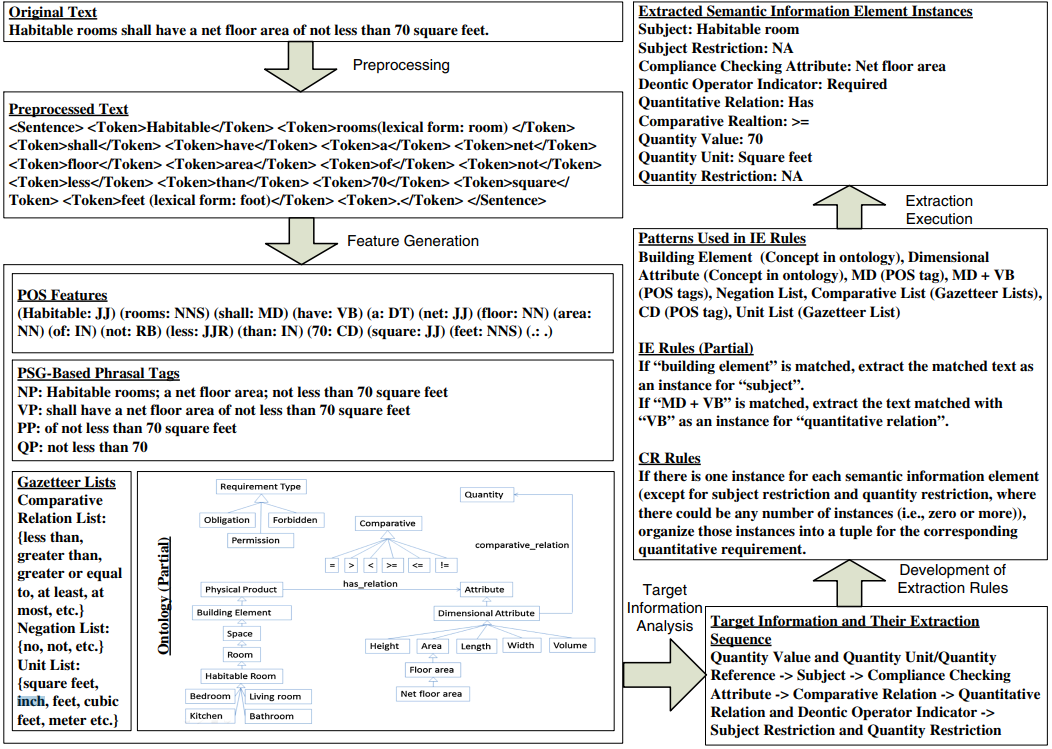 Original Text
Habitable rooms shall have a net floor area of not less than 70 square feet.
Preprocessing
Preprocessed Text
<Sentence> <Token>Habitable</Token> <Token>rooms(lexical form: room) </Token>
<Token>shall</Token> <Token>have</Token> <Token>a</Token> <Token>net</Token>
<Token>floor</Token> <Token>area</Token> <Token>of</Token> <Token>not</Token>
<Token>less</Token> <Token>than</Token> <Token>70</Token> <Token>square</
Token> <Token>feet (lexical form: foot)</Token> <Token>.</Token> </Sentence>
Feature Generation
POS Features
(Habitable: JJ) (rooms: NNS) (shall: MD) (have: VB) (a: DT) (net: JJ) (floor: NN) (area:
NN) (of: IN) (not: RB) (less: JJR) (than: IN) (70: CD) (square: JJ) (feet: NNS) (.: .)
PSG-Based Phrasal Tags
NP: Habitable rooms; a net floor area; not less than 70 square feet
VP: shall have a net floor area of not less than 70 square feet
PP: of not less than 70 square feet
QP: not less than 70
Gazetteer Lists
Comparative
Relation List:
{less than,
greater than,
greater or equal
to, at least, at
most, etc.}
Negation List:
{no, not, etc.}
Unit List:
{square feet,
inch, feet, cubic
feet, meter etc.}
Ontology (Partial)
Requirement Type
Obligation
Forbidden
Permission
Quantity
Comparative
comparative_relation
=
>
<
>=
<=
!=
has_relation
Physical Product
Attribute
Building Element
Dimensional Attribute
Space
Room
Habitable Room
Bedroom
Living room
Kitchen
Bathroom
Height
Area
Length
Width
Volume
Floor area
Net floor area
Target
Information
Analysis
Target Information and Their Extraction
Sequence
Quantity Value and Quantity Unit/Quantity
Reference -> Subject -> Compliance Checking
Attribute -> Comparative Relation -> Quantitative
Relation and Deontic Operator Indicator ->
Subject Restriction and Quantity Restriction
Development of
Extraction Rules
Patterns Used in IE Rules
Building Element (Concept in ontology), Dimensional
Attribute (Concept in ontology), MD (POS tag), MD + VB
(POS tags), Negation List, Comparative List (Gazetteer Lists),
CD (POS tag), Unit List (Gazetteer List)
IE Rules (Partial)
If “building element” is matched, extract the matched text as
an instance for “subject”.
If “MD + VB” is matched, extract the text matched with
“VB” as an instance for “quantitative relation”.
CR Rules
If there is one instance for each semantic information element
(except for subject restriction and quantity restriction, where
there could be any number of instances (i.e., zero or more)),
organize those instances into a tuple for the corresponding
quantitative requirement.
Extraction
Execution
Extracted Semantic Information Element Instances
Subject: Habitable room
Subject Restriction: NA
Compliance Checking Attribute: Net floor area
Deontic Operator Indicator: Required
Quantitative Relation: Has
Comparative Realtion: >=
Quantity Value: 70
Quantity Unit: Square feet
Quantity Restriction: NA